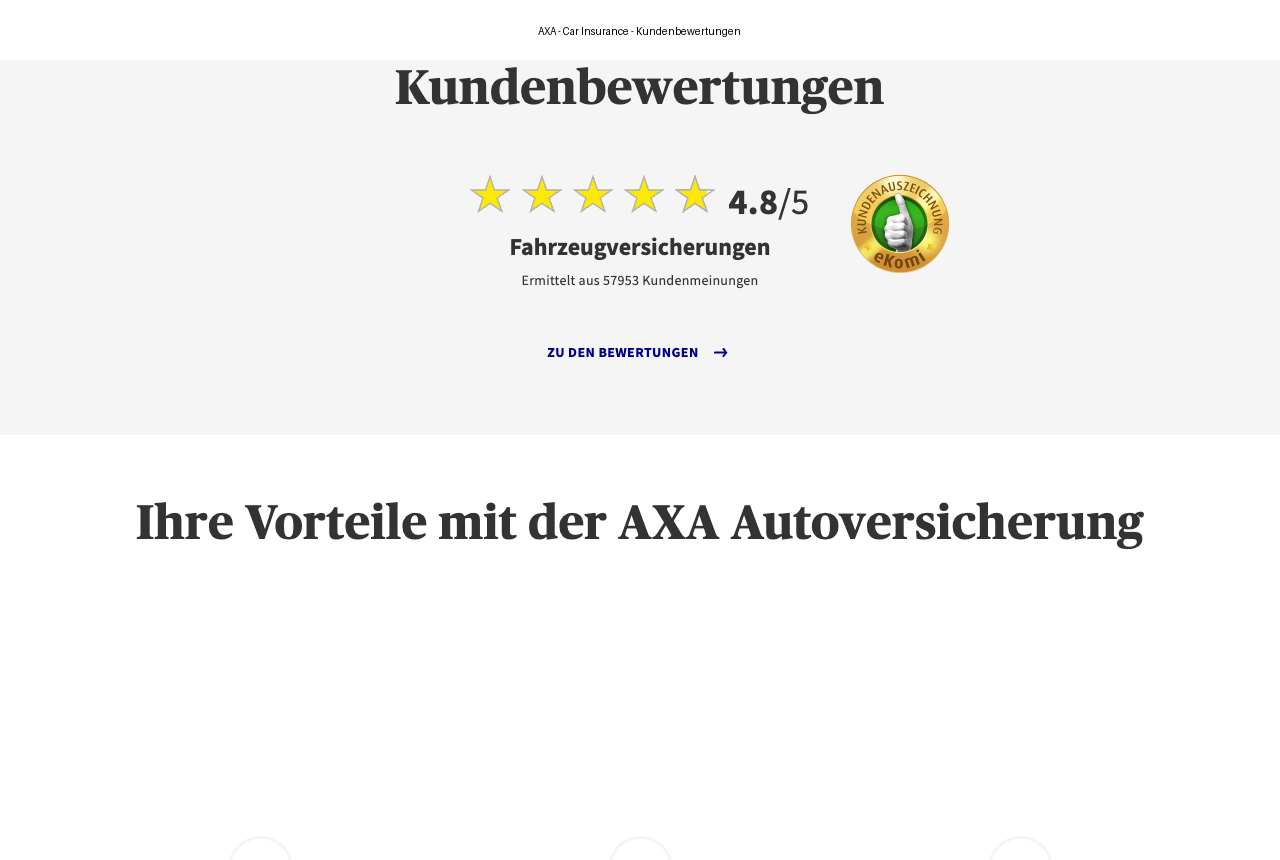 AXA - Car Insurance - Kundenbewertungen
Kundenbewertungen
4.8/5
KUNDENAUSZEICHNUNG
eKomi
Fahrzeugversicherungen
Ermittelt aus 57953 Kundenmeinungen
ZU DEN BEWERTUNGEN →
Ihre Vorteile mit der AXA Autoversicherung